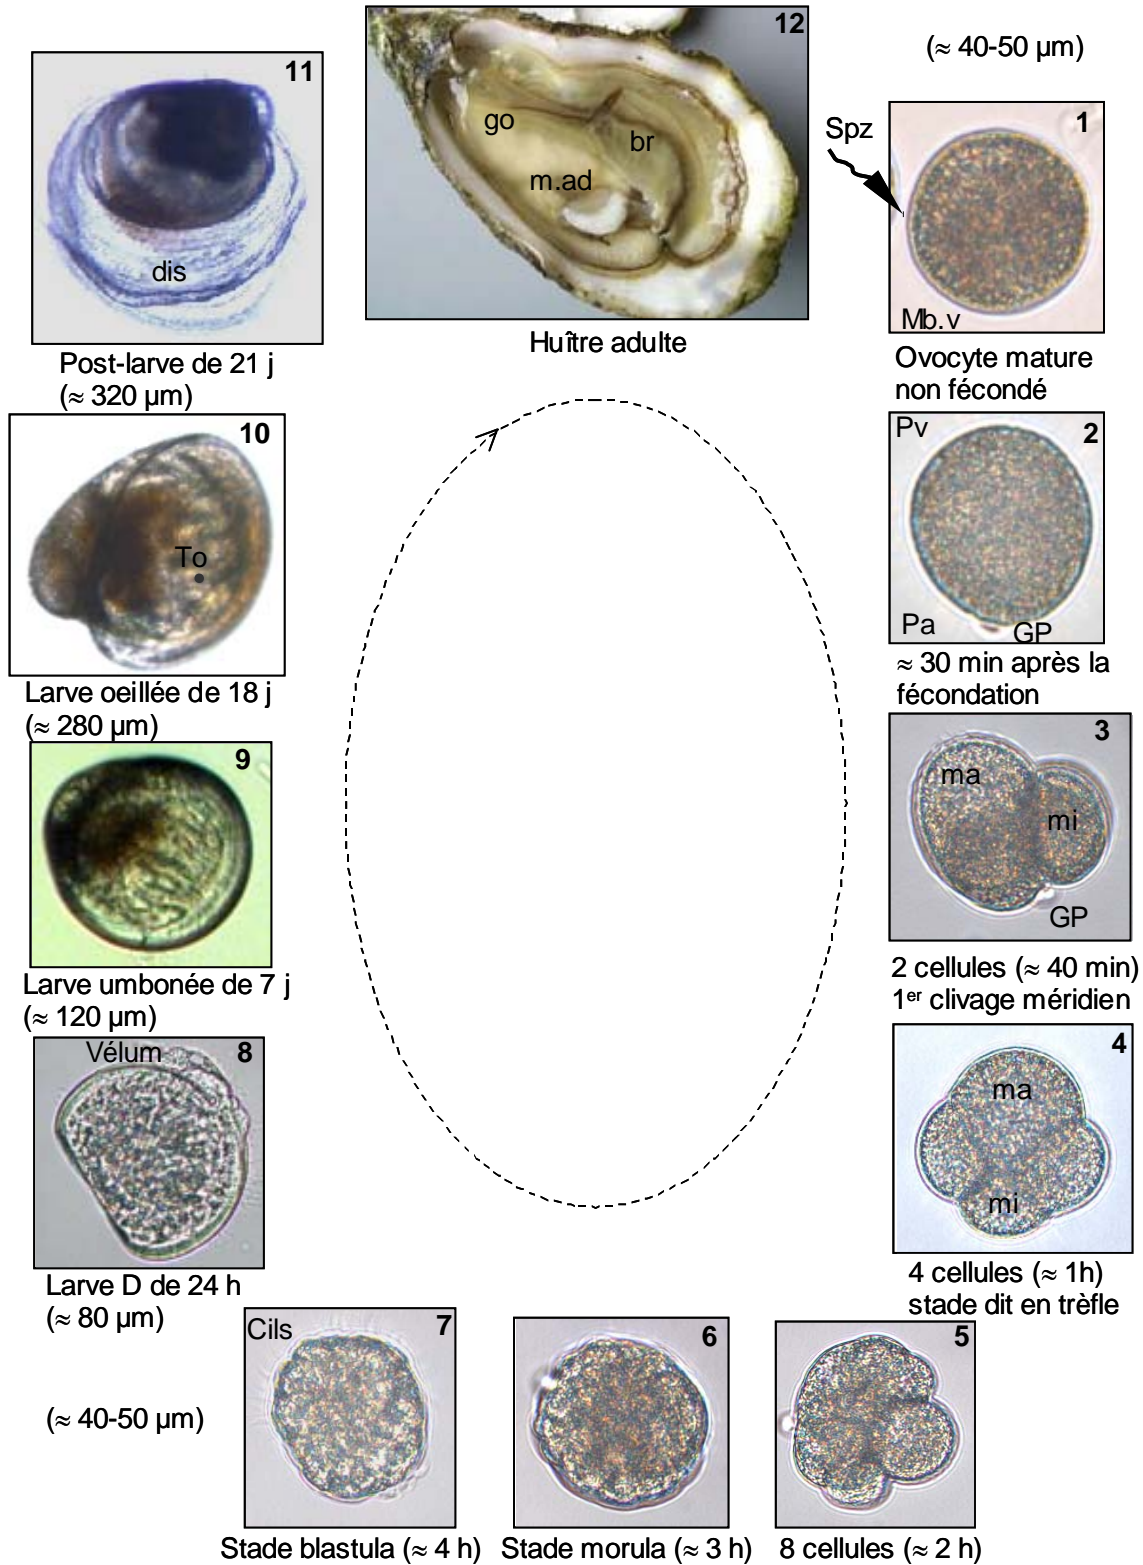 12
go
br
m.ad
Huître adulte
(≈ 40-50 µm)
Spz
1
Mb.v
Ovocyte mature
non fécondé
Pv
2
Pa
GP
≈ 30 min après la
fécondation
3
ma
mi
GP
2 cellules (≈ 40 min)
1er clivage méridien
4
ma
mi
4 cellules (≈ 1h)
stade dit en trèfle
5
8 cellules (≈ 2 h)
6
Stade morula (≈ 3 h)
Cils
7
Stade blastula (≈ 4 h)
(≈ 40-50 µm)
Vélum
8
Larve D de 24 h
(≈ 80 µm)
9
Larve umbonée de 7 j
(≈ 120 µm)
10
To
Larve oeillée de 18 j
(≈ 280 µm)
11
dis
Post-larve de 21 j
(≈ 320 µm)